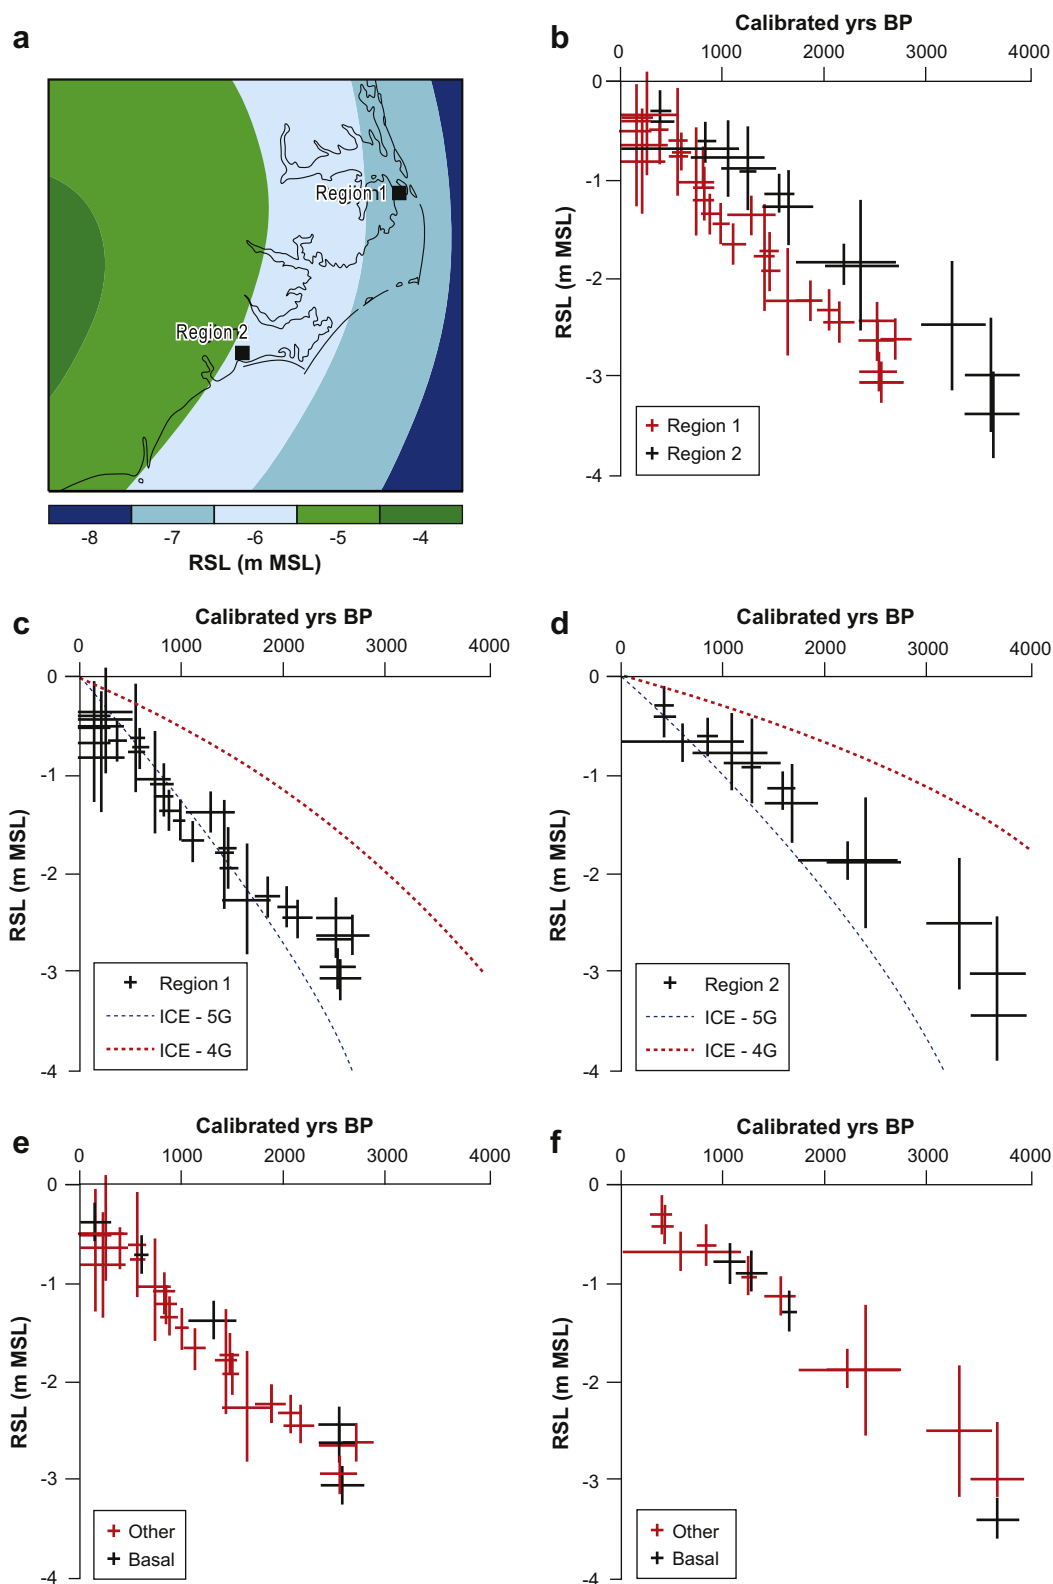 a
Region 1
Region 2
-8 -7 -6 -5 -4
RSL (m MSL)
b
Calibrated yrs BP
0 1000 2000 3000 4000
RSL (m MSL)
0
-1
-2
-3
-4
Region 1
Region 2
c
Calibrated yrs BP
0 1000 2000 3000 4000
RSL (m MSL)
0
-1
-2
-3
-4
Region 1
ICE - 5G
ICE - 4G
d
Calibrated yrs BP
0 1000 2000 3000 4000
RSL (m MSL)
0
-1
-2
-3
-4
Region 2
ICE - 5G
ICE - 4G
e
Calibrated yrs BP
0 1000 2000 3000 4000
RSL (m MSL)
0
-1
-2
-3
-4
Other
Basal
f
Calibrated yrs BP
0 1000 2000 3000 4000
RSL (m MSL)
0
-1
-2
-3
-4
Other
Basal